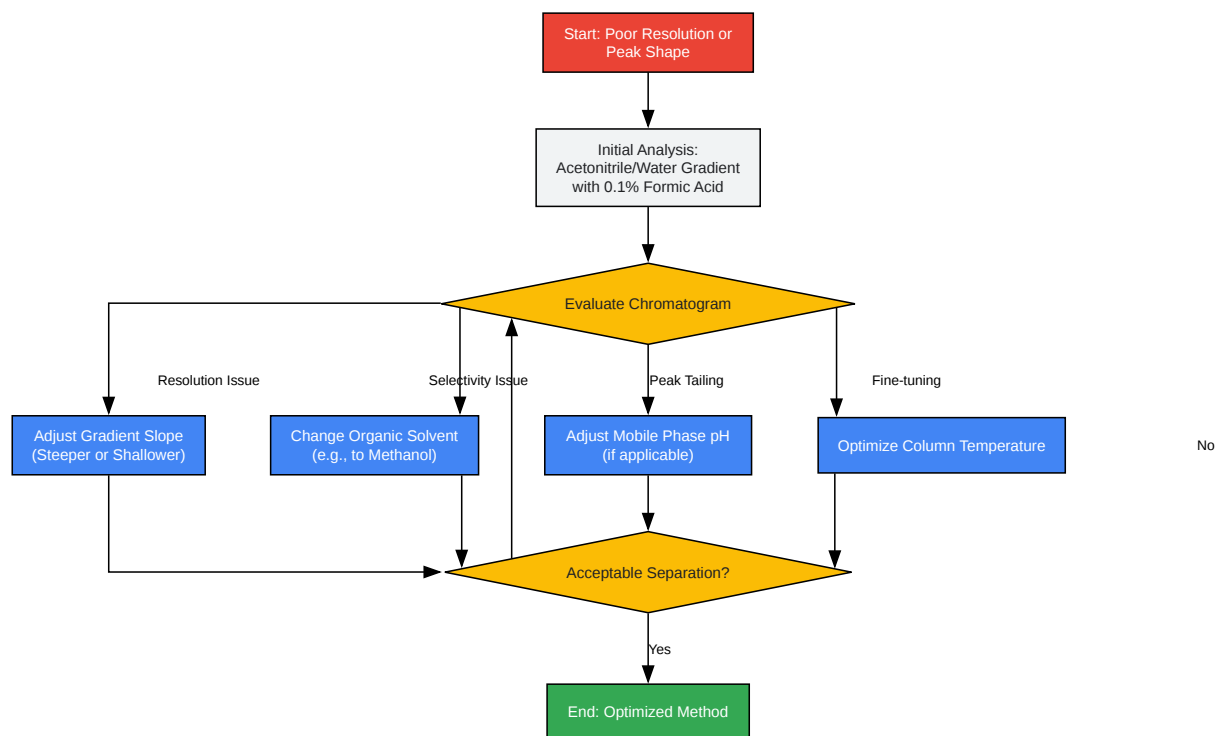 Start: Poor Resolution or
Peak Shape
Initial Analysis:
Acetonitrile/Water Gradient
with 0.1% Formic Acid
Evaluate Chromatogram
Resolution Issue
Selectivity Issue
Peak Tailing
Fine-tuning
Adjust Gradient Slope
(Steeper or Shallower)
Change Organic Solvent
(e.g., to Methanol)
Adjust Mobile Phase pH
(if applicable)
Optimize Column Temperature
No
Acceptable Separation?
Yes
End: Optimized Method